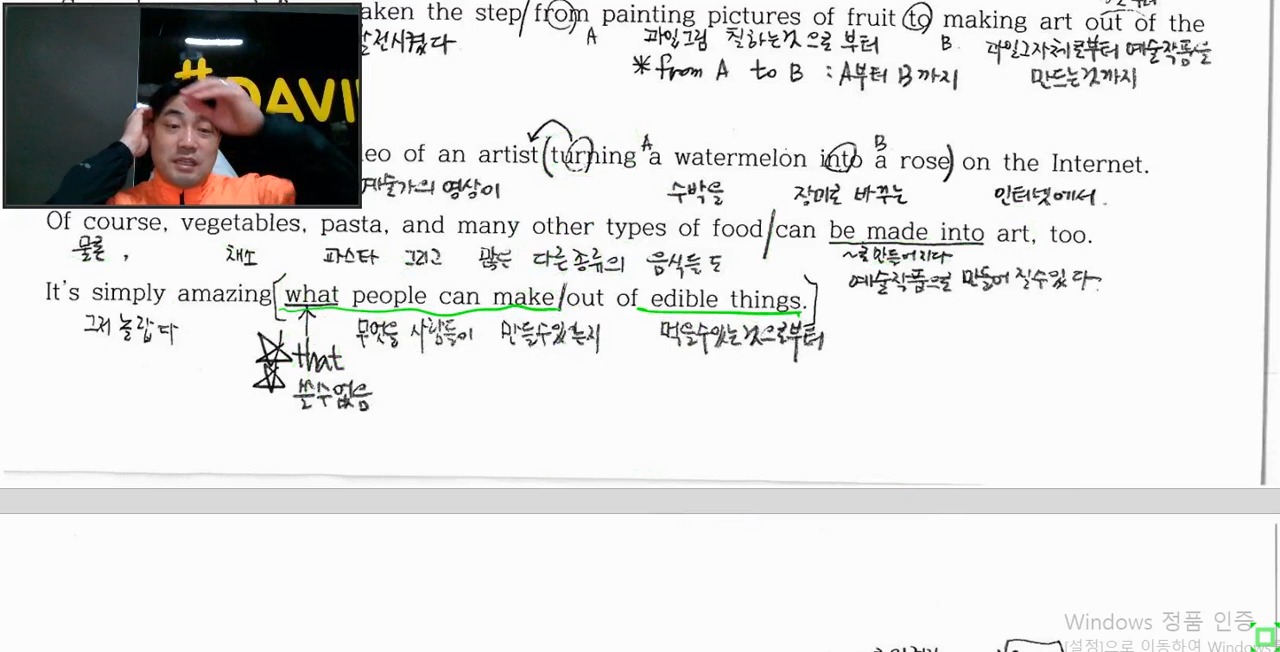 aken the step/from painting pictures of fruit to making art out of the
발전시켰다 A 과일그림 칠하는것으로부터 B 과일그자체로부터 예술작품을
* from A to B : A부터 B까지 만드는것까지
#DAVI
eo of an artist(turning a watermelon into a rose) on the Internet.
A B
예술가의 영상이 수박을 장미로 바꾸는 인터넷에서.
Of course, vegetables, pasta, and many other types of food/can be made into art, too.
물론, 채소 파스타 그리고 많은 다른종류의 음식들도 ~로 만들어지다
예술작품으로 만들어 질수있다.
It's simply amazing[what people can make/out of edible things.]
그저 놀랍다 무엇을 사람들이 만들수있는지 먹을수있는것으로부터
that
쓸수없음
Windows 정품 인증
[설정]으로 이동하여 Windows